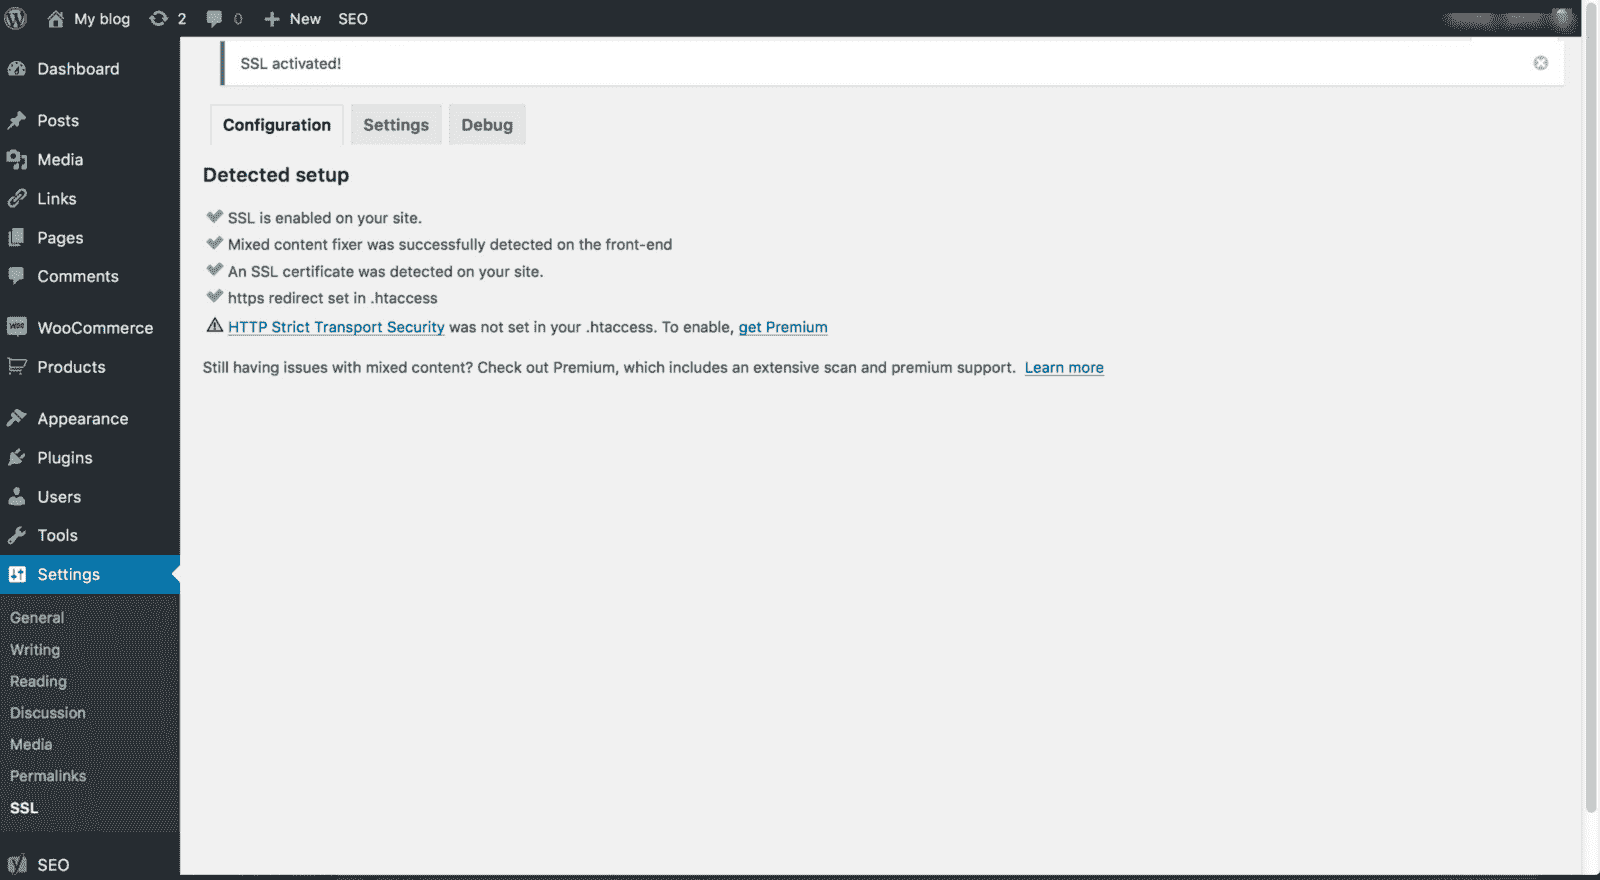 My blog 2 0 New SEO
SSL activated!
Configuration Settings Debug
Detected setup
SSL is enabled on your site.
Mixed content fixer was successfully detected on the front-end
An SSL certificate was detected on your site.
https redirect set in .htaccess
HTTP Strict Transport Security was not set in your .htaccess. To enable, get Premium
Still having issues with mixed content? Check out Premium, which includes an extensive scan and premium support. Learn more
Dashboard
Posts
Media
Links
Pages
Comments
WooCommerce
Products
Appearance
Plugins
Users
Tools
Settings
General
Writing
Reading
Discussion
Media
Permalinks
SSL
SEO